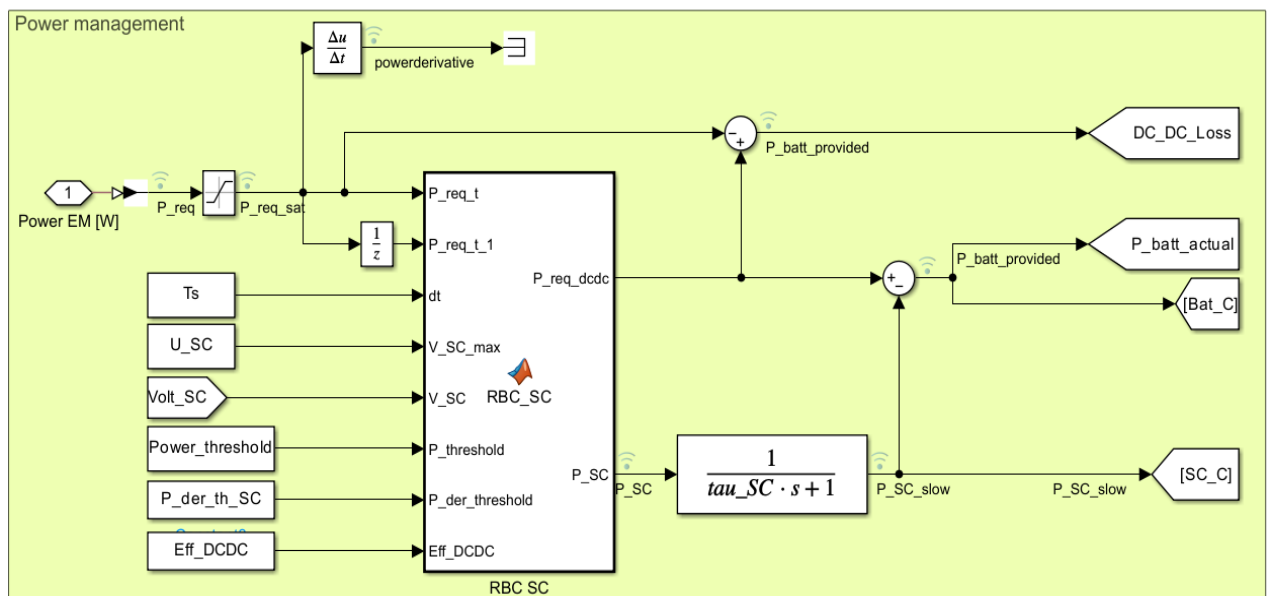 Power management
Δu
Δt
powerderivative
DC_DC_Loss
P_batt_provided
1
P_req
P_req_sat
Power EM [W]
P_req_t
1
z
P_req_t_1
P_batt_actual
P_batt_provided
P_req_dcdc
Ts
dt
[Bat_C]
U_SC
V_SC_max
Volt_SC
V_SC
RBC_SC
Power_threshold
P_threshold
1
tau_SC · s+1
P_SC
P_SC
P_SC_slow
P_SC_slow
[SC_C]
P_der_th_SC
P_der_threshold
Eff_DCDC
Eff_DCDC
RBC SC